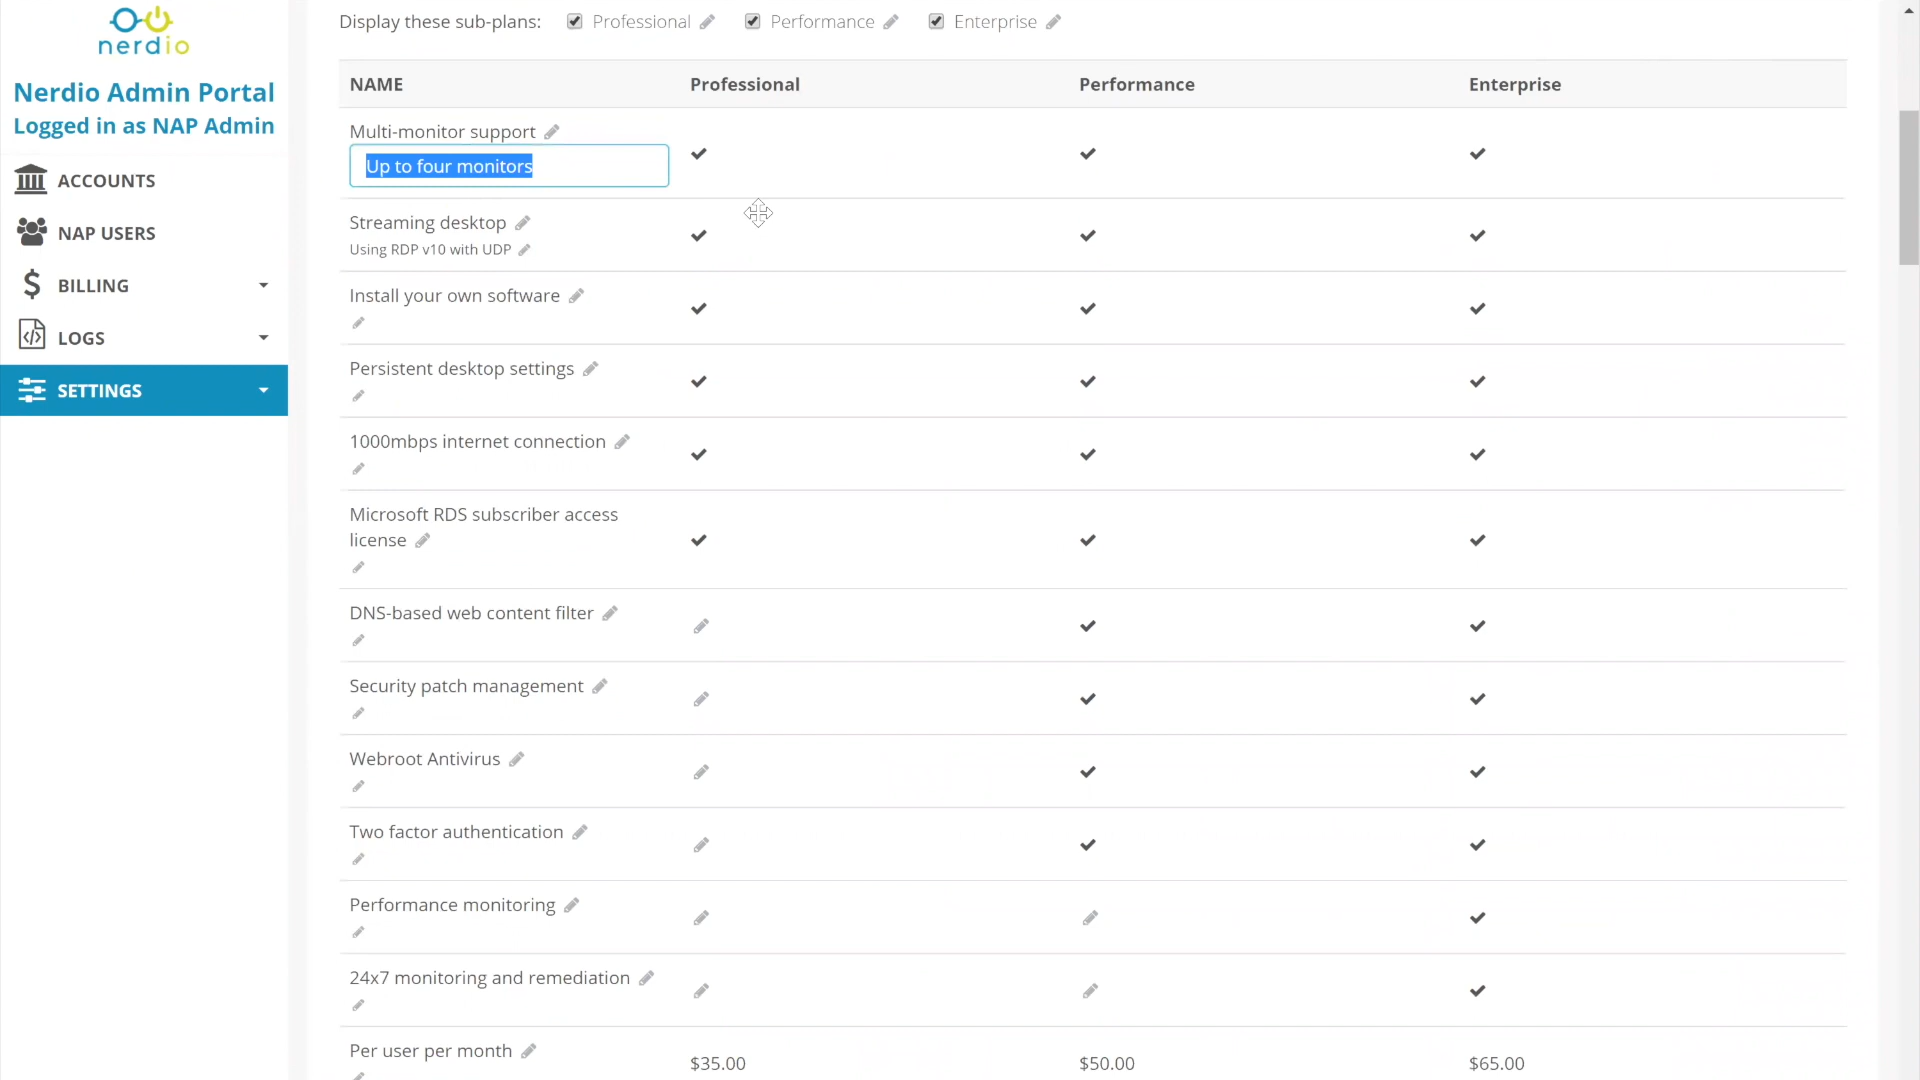 nerdio
Nerdio Admin Portal
Logged in as NAP Admin
ACCOUNTS
NAP USERS
BILLING
LOGS
SETTINGS
Display these sub-plans: Professional Performance Enterprise
NAME Professional Performance Enterprise
Multi-monitor support
Up to four monitors
Streaming desktop
Using RDP v10 with UDP
Install your own software
Persistent desktop settings
1000mbps internet connection
Microsoft RDS subscriber access
license
DNS-based web content filter
Security patch management
Webroot Antivirus
Two factor authentication
Performance monitoring
24x7 monitoring and remediation
Per user per month $35.00 $50.00 $65.00